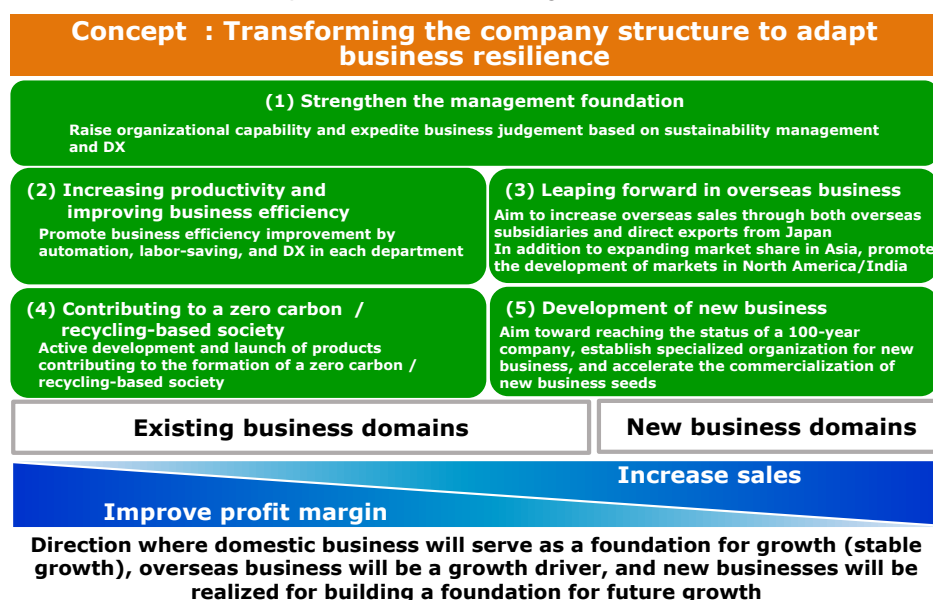 Concept : Transforming the company structure to adapt
business resilience
(1) Strengthen the management foundation
Raise organizational capability and expedite business judgement based on sustainability management
and DX
(2) Increasing productivity and
improving business efficiency
Promote business efficiency improvement by
automation, labor-saving, and DX in each department
(3) Leaping forward in overseas business
Aim to increase overseas sales through both overseas
subsidiaries and direct exports from Japan
In addition to expanding market share in Asia, promote
the development of markets in North America/India
(4) Contributing to a zero carbon /
recycling-based society
Active development and launch of products
contributing to the formation of a zero carbon /
recycling-based society
(5) Development of new business
Aim toward reaching the status of a 100-year
company, establish specialized organization for new
business, and accelerate the commercialization of
new business seeds
Existing business domains
New business domains
Increase sales
Improve profit margin
Direction where domestic business will serve as a foundation for growth (stable
growth), overseas business will be a growth driver, and new businesses will be
realized for building a foundation for future growth